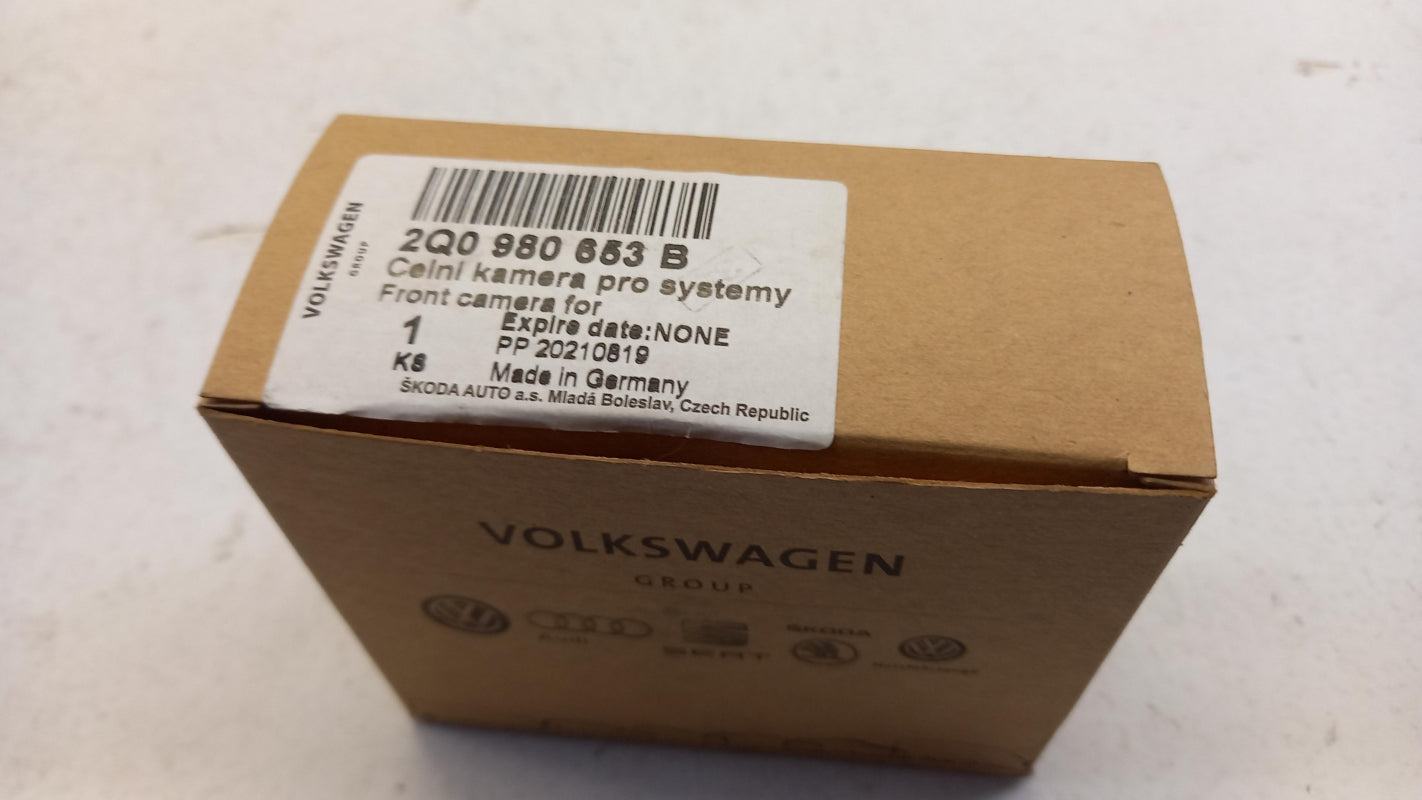 VOLKSWAGEN
GROUP
2Q0 980 653 B
Celni kamera pro systemy
Front camera for
1 Expire date:NONE
PP 20210819
KS
Made in Germany
ŠKODA AUTO a.s. Mladá Boleslav, Czech Republic
VOLKSWAGEN
GROUP
Audi
SEAT
ŠKODA